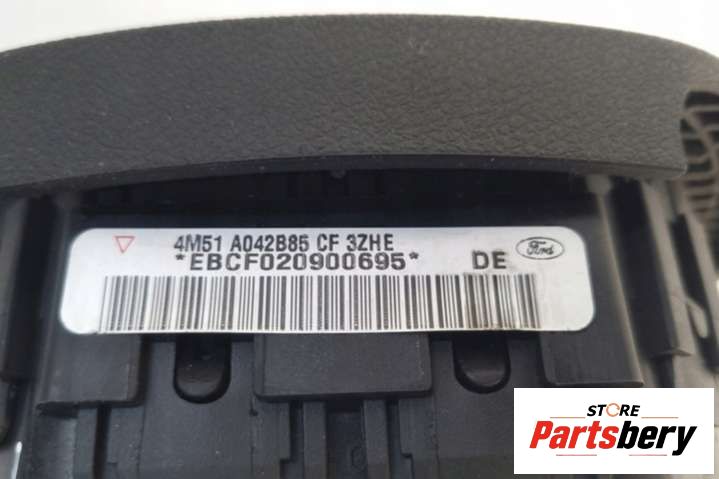 4M51 A042B85 CF 3ZHE
*EBCF020900695* DE Ford
STORE
Partsbery